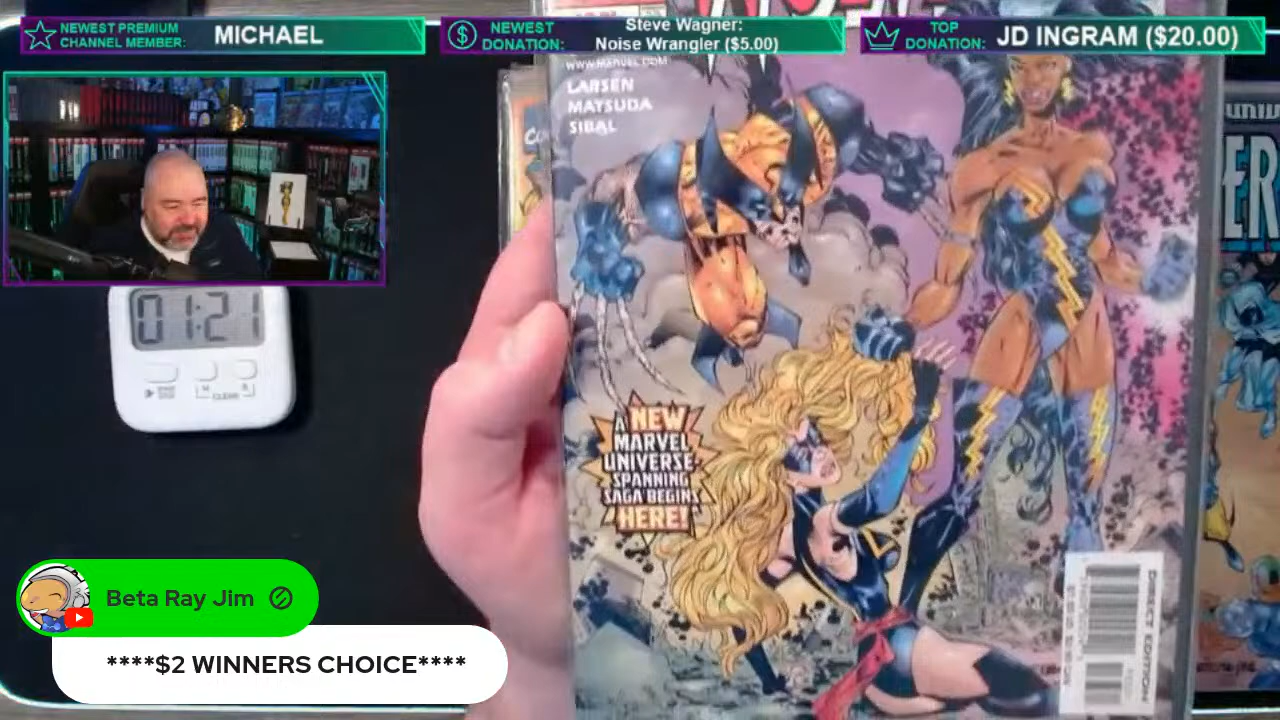 NEWEST PREMIUM
CHANNEL MEMBER:
MICHAEL
NEWEST
DONATION:
Steve Wagner:
Noise Wrangler ($5.00)
TOP
DONATION:
JD INGRAM ($20.00)
WWW.MARVEL.COM
LARSEN
MATSUDA
SIBAL
01:21
CLEAR
A NEW
MARVEL
UNIVERSE-
SPANNING
SAGA BEGINS
HERE!
DIRECT EDITION
Beta Ray Jim
****$2 WINNERS CHOICE****